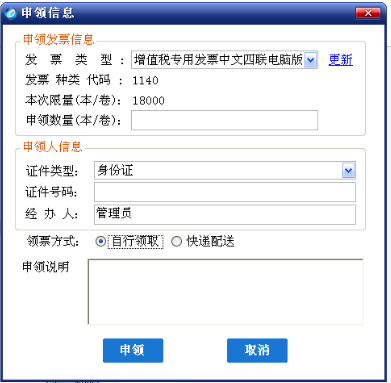 申领信息
申领发票信息
发 票 类 型 : 增值税专用发票中文四联电脑版 更新
发票 种类 代码 : 1140
本次限量(本/卷): 18000
申领数量(本/卷):
申领人信息
证件类型: 身份证
证件号码:
经 办 人: 管理员
领票方式: 自行领取 快递配送
申领说明
申领 取消